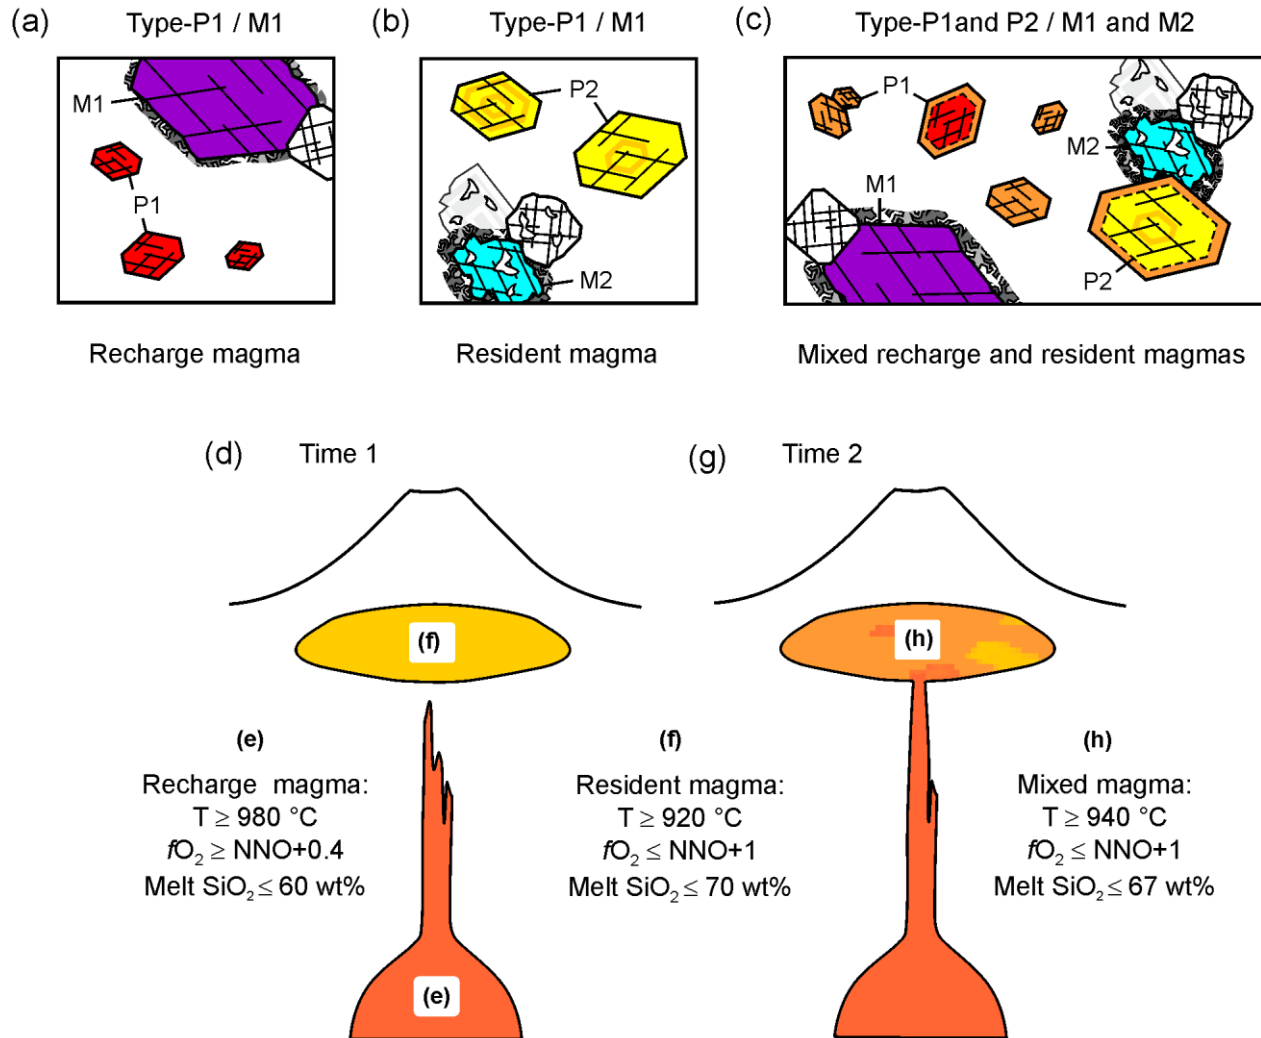 (a) Type-P1 / M1
M1
P1
Recharge magma
(b) Type-P1 / M1
P2
M2
Resident magma
(c) Type-P1and P2 / M1 and M2
P1
M2
M1
P2
Mixed recharge and resident magmas
(d) Time 1
(f)
(e)
Recharge magma:
T ≥ 980 °C
fO₂ ≥ NNO+0.4
Melt SiO₂ ≤ 60 wt%
(e)
(f)
Resident magma:
T ≥ 920 °C
fO₂ ≤ NNO+1
Melt SiO₂ ≤ 70 wt%
(g) Time 2
(h)
(h)
Mixed magma:
T ≥ 940 °C
fO₂ ≤ NNO+1
Melt SiO₂ ≤ 67 wt%